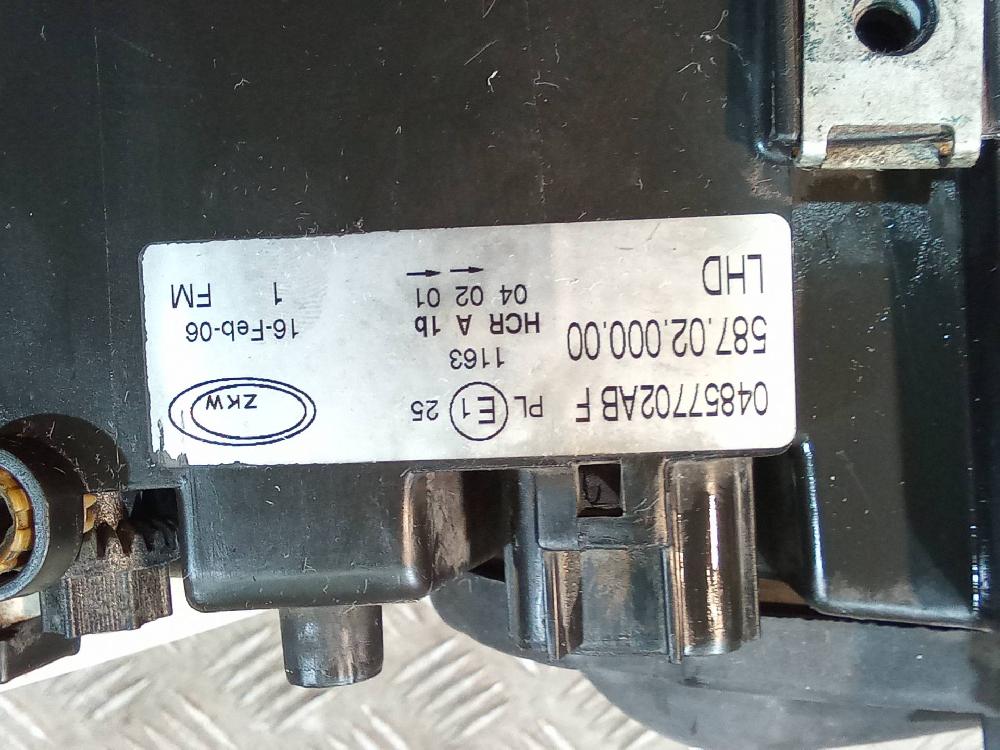 04857702AB F PL E1 25 ZKW
1163
587.02.000.00 HCR A 1b 16-Feb-06
04 02 01
LHD → → 1 FM